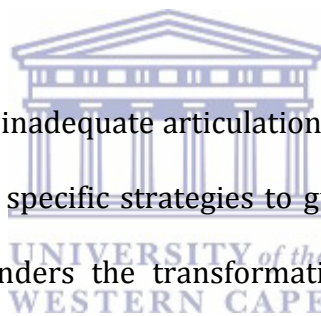 inadequate articulation
specific strategies to g
UNIVERSITY of the
nders the transformati
WESTERN CAPE